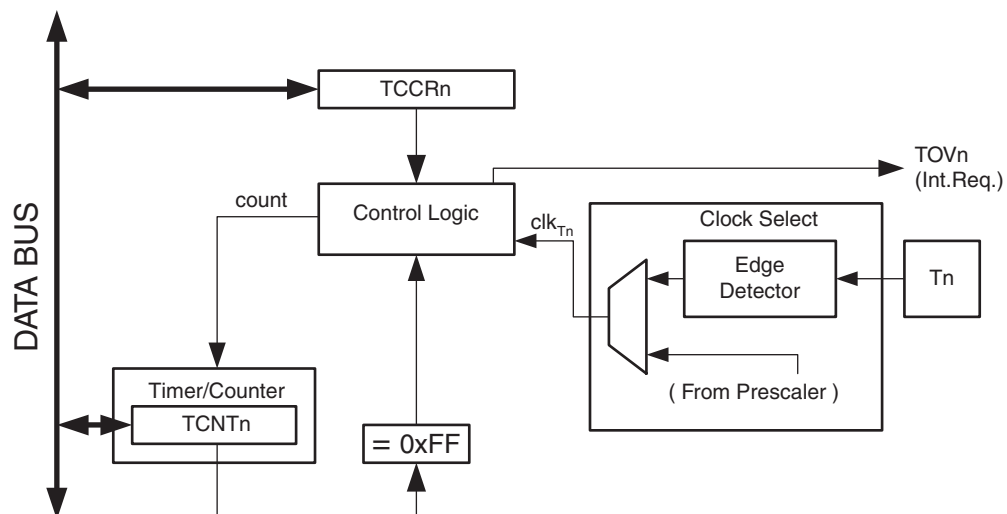 DATA BUS
TCCRn
TOVn
(Int.Req.)
count
Control Logic
clkTn
Clock Select
Edge
Detector
Tn
( From Prescaler )
Timer/Counter
TCNTn
= 0xFF